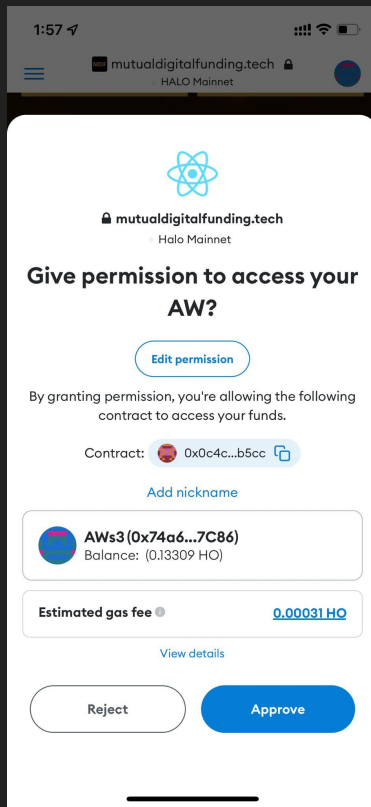 1:57
MDF mutualdigitalfunding.tech
HALO Mainnet
mutualdigitalfunding.tech
Halo Mainnet
Give permission to access your
AW?
Edit permission
By granting permission, you're allowing the following
contract to access your funds.
Contract: 0x0c4c...b5cc
Add nickname
AWs3 (0x74a6...7C86)
Balance: (0.13309 HO)
Estimated gas fee
0.00031 HO
View details
Reject
Approve